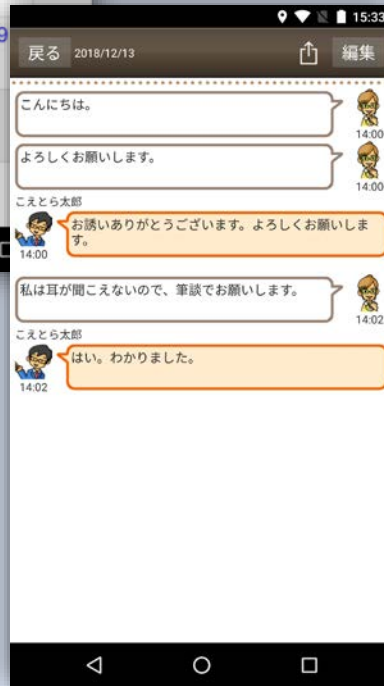 9
15:33
戻る 2018/12/13 編集
こんにちは。
14:00
よろしくお願いします。
14:00
こえとら太郎
お誘いありがとうございます。よろしくお願いしま
す。
14:00
私は耳が聞こえないので、筆談でお願いします。
14:02
こえとら太郎
はい。わかりました。
14:02